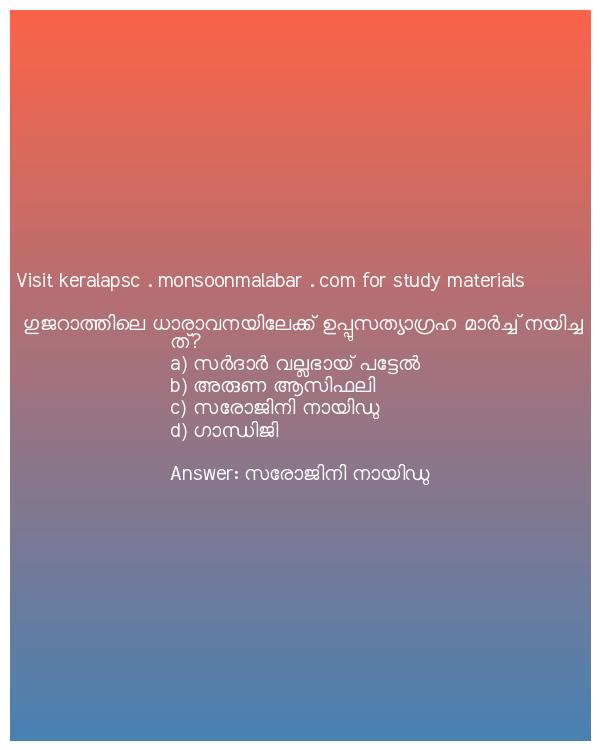 Visit keralapsc . monsoonmalabar . com for study materials
ഗുജറാത്തിലെ ധാരാവനയിലേക്ക് ഉപ്പുസത്യാഗ്രഹ മാർച്ച് നയിച്ച
ത്?
a) സർദാർ വല്ലഭായ് പട്ടേൽ
b) അരുണ ആസിഫലി
c) സരോജിനി നായിഡു
d) ഗാന്ധിജി
Answer: സരോജിനി നായിഡു